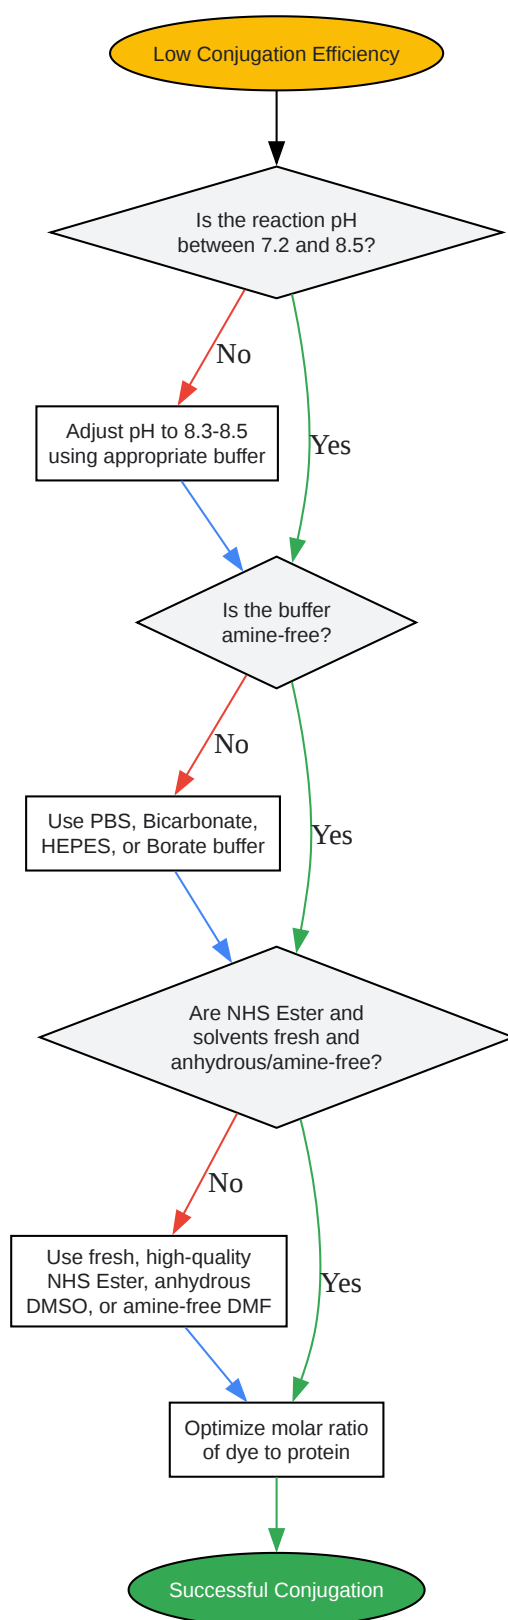 Low Conjugation Efficiency
Is the reaction pH
between 7.2 and 8.5?
No
Adjust pH to 8.3-8.5
using appropriate buffer
Yes
Is the buffer
amine-free?
No
Use PBS, Bicarbonate,
HEPES, or Borate buffer
Yes
Are NHS Ester and
solvents fresh and
anhydrous/amine-free?
No
Use fresh, high-quality
NHS Ester, anhydrous
DMSO, or amine-free DMF
Yes
Optimize molar ratio
of dye to protein
Successful Conjugation